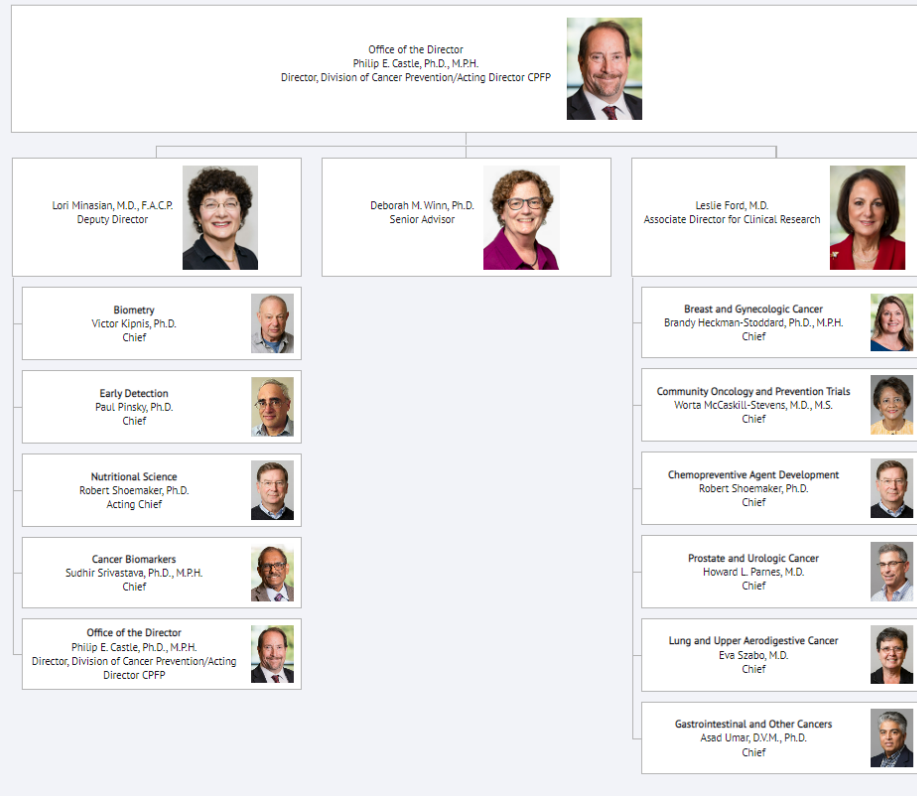 Office of the Director
Philip E. Castle, Ph.D., M.P.H.
Director, Division of Cancer Prevention/Acting Director CPFP
Lori Minasian, M.D., F.A.C.P.
Deputy Director
Deborah M. Winn, Ph.D.
Senior Advisor
Leslie Ford, M.D.
Associate Director for Clinical Research
Biometry
Victor Kipnis, Ph.D.
Chief
Early Detection
Paul Pinsky, Ph.D.
Chief
Nutritional Science
Robert Shoemaker, Ph.D.
Acting Chief
Cancer Biomarkers
Sudhir Srivastava, Ph.D., M.P.H.
Chief
Office of the Director
Philip E. Castle, Ph.D., M.P.H.
Director, Division of Cancer Prevention/Acting
Director CPFP
Breast and Gynecologic Cancer
Brandy Heckman-Stoddard, Ph.D., M.P.H.
Chief
Community Oncology and Prevention Trials
Worta McCaskill-Stevens, M.D., M.S.
Chief
Chemopreventive Agent Development
Robert Shoemaker, Ph.D.
Chief
Prostate and Urologic Cancer
Howard L. Parnes, M.D.
Chief
Lung and Upper Aerodigestive Cancer
Eva Szabo, M.D.
Chief
Gastrointestinal and Other Cancers
Asad Umar, D.V.M., Ph.D.
Chief